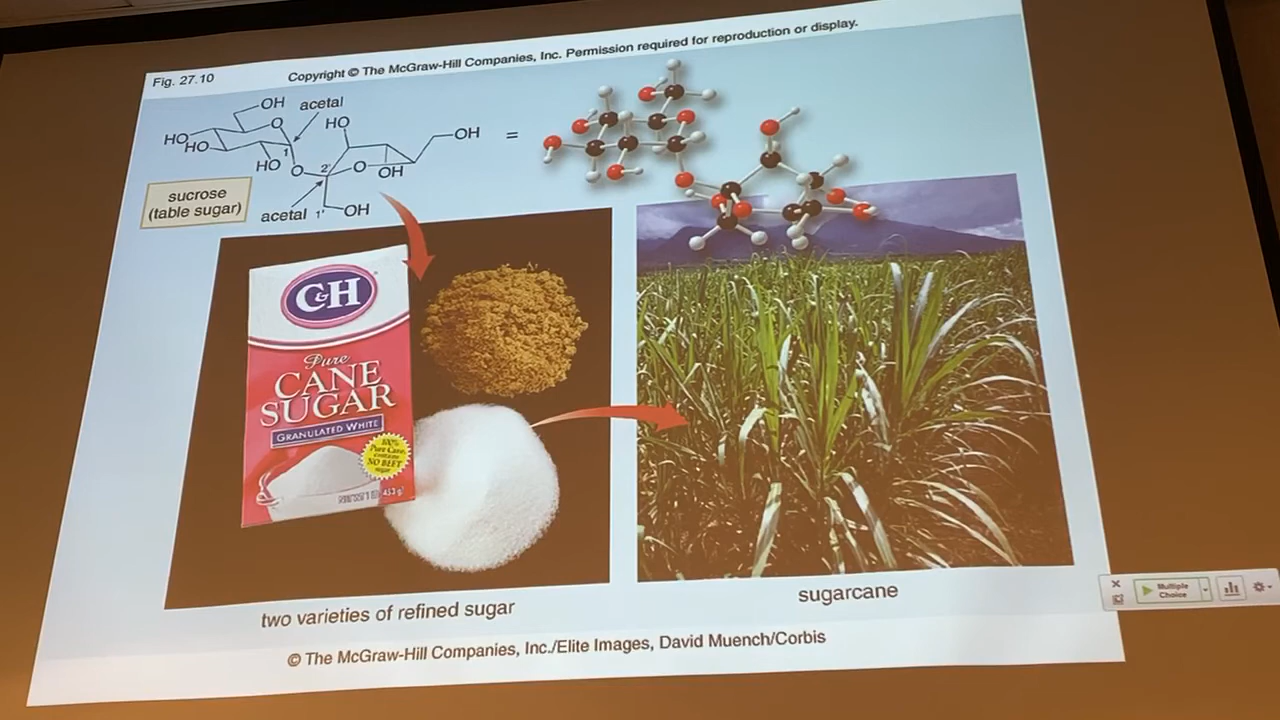 Fig. 27.10
Copyright © The McGraw-Hill Companies, Inc. Permission required for reproduction or display.
OH acetal
HO
O
HO
HO
OH
=
1
HO
O
2'
O
OH
sucrose
(table sugar)
acetal 1'
OH
C&H
Pure
CANE
SUGAR
GRANULATED WHITE
100%
Pure Cane
contains
NO BEET
sugar
453 g
two varieties of refined sugar
sugarcane
© The McGraw-Hill Companies, Inc./Elite Images, David Muench/Corbis
Multiple
Choice